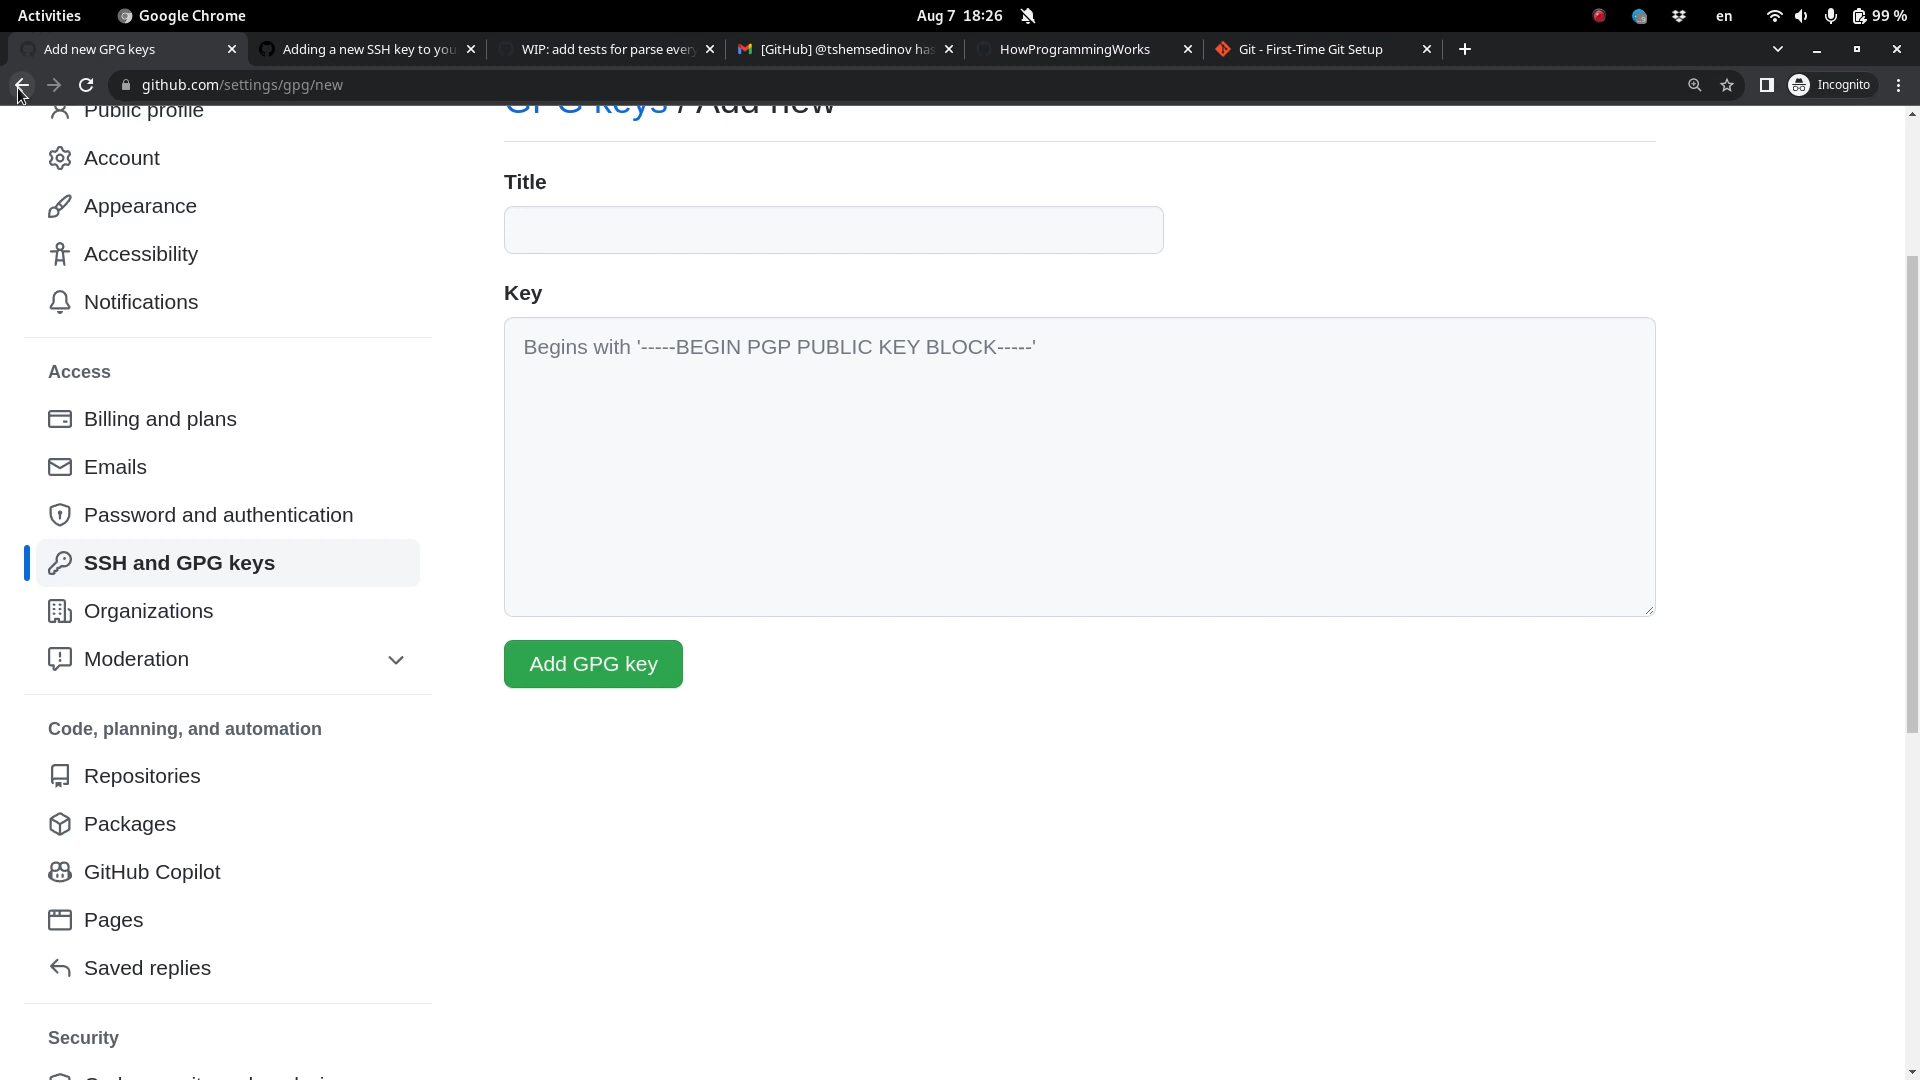 Activities
Google Chrome
Aug 7 18:26
en
99 %
Add new GPG keys
Adding a new SSH key to you
WIP: add tests for parse every
[GitHub] @tshemsedinov has
HowProgrammingWorks
Git - First-Time Git Setup
github.com/settings/gpg/new
Incognito
GPG keys / Add new
Public profile
Account
Appearance
Accessibility
Notifications
Access
Billing and plans
Emails
Password and authentication
SSH and GPG keys
Organizations
Moderation
Code, planning, and automation
Repositories
Packages
GitHub Copilot
Pages
Saved replies
Security
Title
Key
Begins with '-----BEGIN PGP PUBLIC KEY BLOCK-----'
Add GPG key